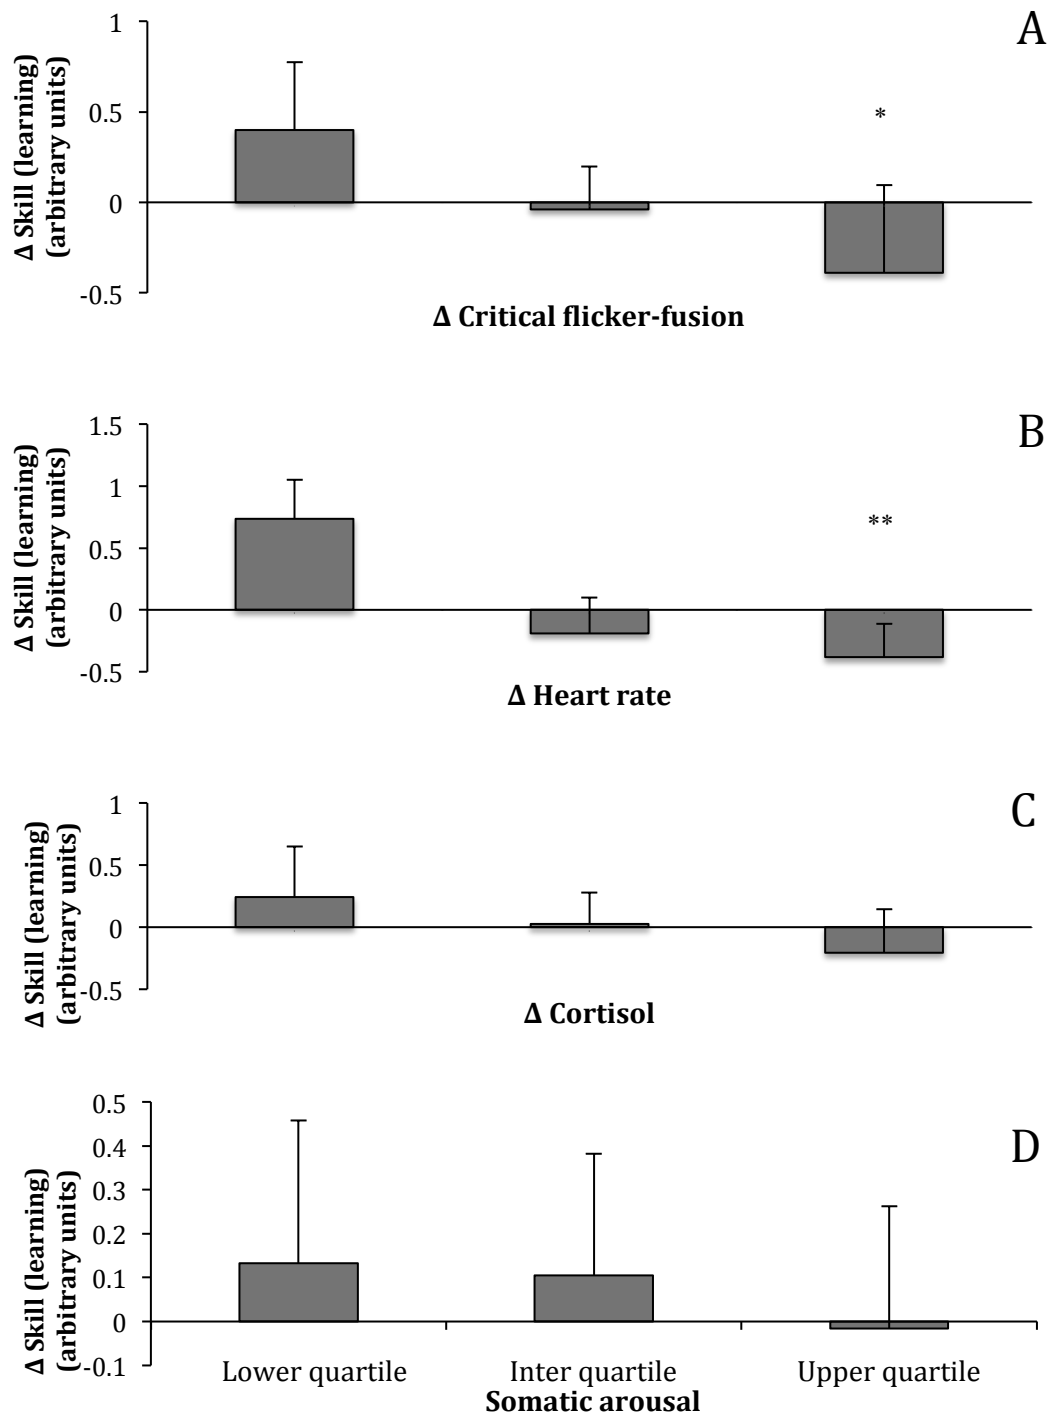 A
Δ Skill (learning)
(arbitrary units)
1
0.5
0
-0.5
*
Δ Critical flicker-fusion
B
Δ Skill (learning)
(arbitrary units)
1.5
1
0.5
0
-0.5
**
Δ Heart rate
C
Δ Skill (learning)
(arbitrary units)
1
0.5
0
-0.5
Δ Cortisol
D
Δ Skill (learning)
(arbitrary units)
0.5
0.4
0.3
0.2
0.1
0
-0.1
Lower quartile Inter quartile Upper quartile
Somatic arousal